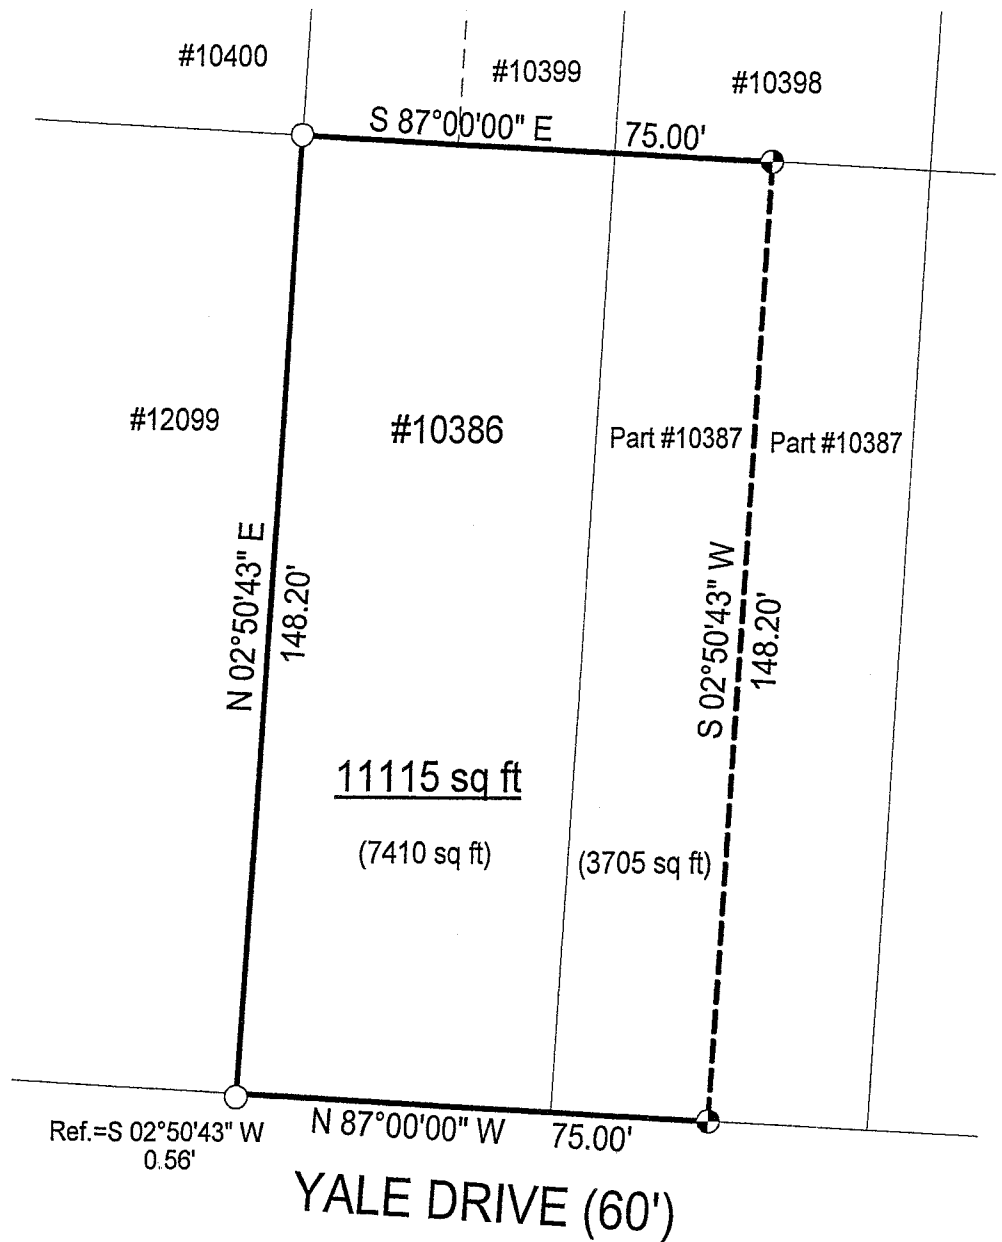 #10400
#10399
#10398
S 87°00'00" E
75.00'
#12099
#10386
Part #10387
Part #10387
N 02°50'43" E
148.20'
S 02°50'43" W
148.20'
11115 sq ft
(7410 sq ft)
(3705 sq ft)
Ref.=S 02°50'43" W
0.56'
N 87°00'00" W
75.00'
YALE DRIVE (60')